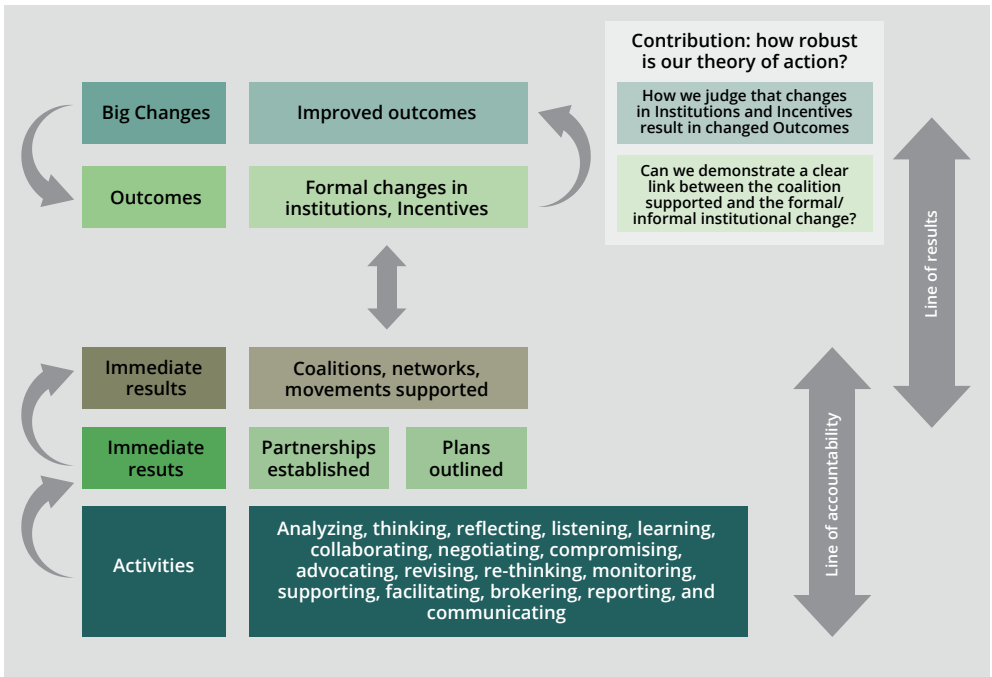 Contribution: how robust
is our theory of action?
Big Changes
Improved outcomes
How we judge that changes
in Institutions and Incentives
result in changed Outcomes
Outcomes
Formal changes in
institutions, Incentives
Can we demonstrate a clear
link between the coalition
supported and the formal/
informal institutional change?
Line of results
Immediate
results
Coalitions, networks,
movements supported
Immediate
resuts
Partnerships
established
Plans
outlined
Line of accountability
Activities
Analyzing, thinking, reflecting, listening, learning,
collaborating, negotiating, compromising,
advocating, revising, re-thinking, monitoring,
supporting, facilitating, brokering, reporting, and
communicating